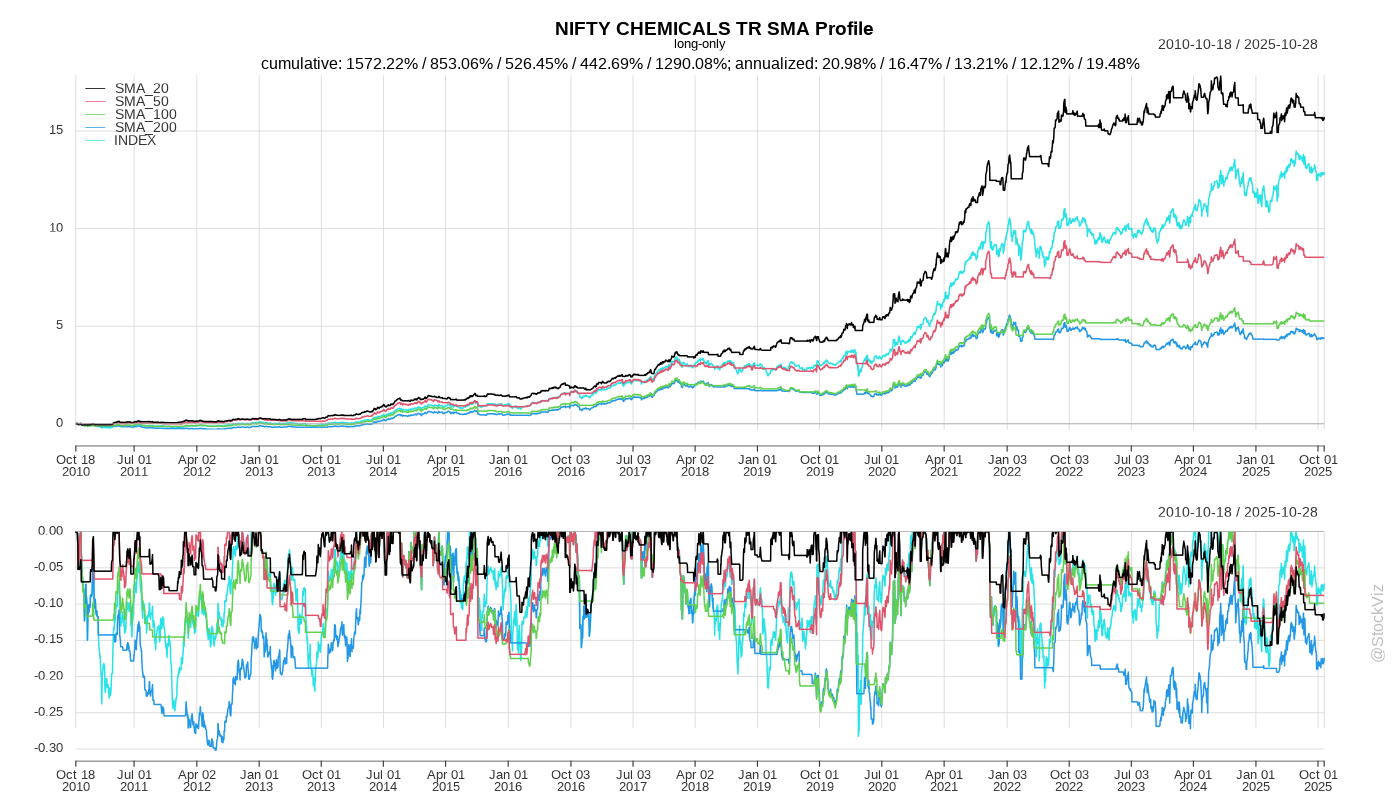 NIFTY CHEMICALS TR SMA Profile
long-only
2010-10-18 / 2025-10-28
cumulative: 1572.22% / 853.06% / 526.45% / 442.69% / 1290.08%; annualized: 20.98% / 16.47% / 13.21% / 12.12% / 19.48%
SMA_20
SMA_50
SMA_100
SMA_200
INDEX
15
10
5
0
Oct 18 Jul 01 Apr 02 Jan 01 Oct 01 Jul 01 Apr 01 Jan 01 Oct 03 Jul 03 Apr 02 Jan 01 Oct 01 Jul 01 Apr 01 Jan 03 Oct 03 Jul 03 Apr 01 Jan 01 Oct 01
2010 2011 2012 2013 2013 2014 2015 2016 2016 2017 2018 2019 2019 2020 2021 2022 2022 2023 2024 2025 2025
2010-10-18 / 2025-10-28
0.00
-0.05
-0.10
-0.15
-0.20
-0.25
-0.30
Oct 18 Jul 01 Apr 02 Jan 01 Oct 01 Jul 01 Apr 01 Jan 01 Oct 03 Jul 03 Apr 02 Jan 01 Oct 01 Jul 01 Apr 01 Jan 03 Oct 03 Jul 03 Apr 01 Jan 01 Oct 01
2010 2011 2012 2013 2013 2014 2015 2016 2016 2017 2018 2019 2019 2020 2021 2022 2022 2023 2024 2025 2025
@StockViz